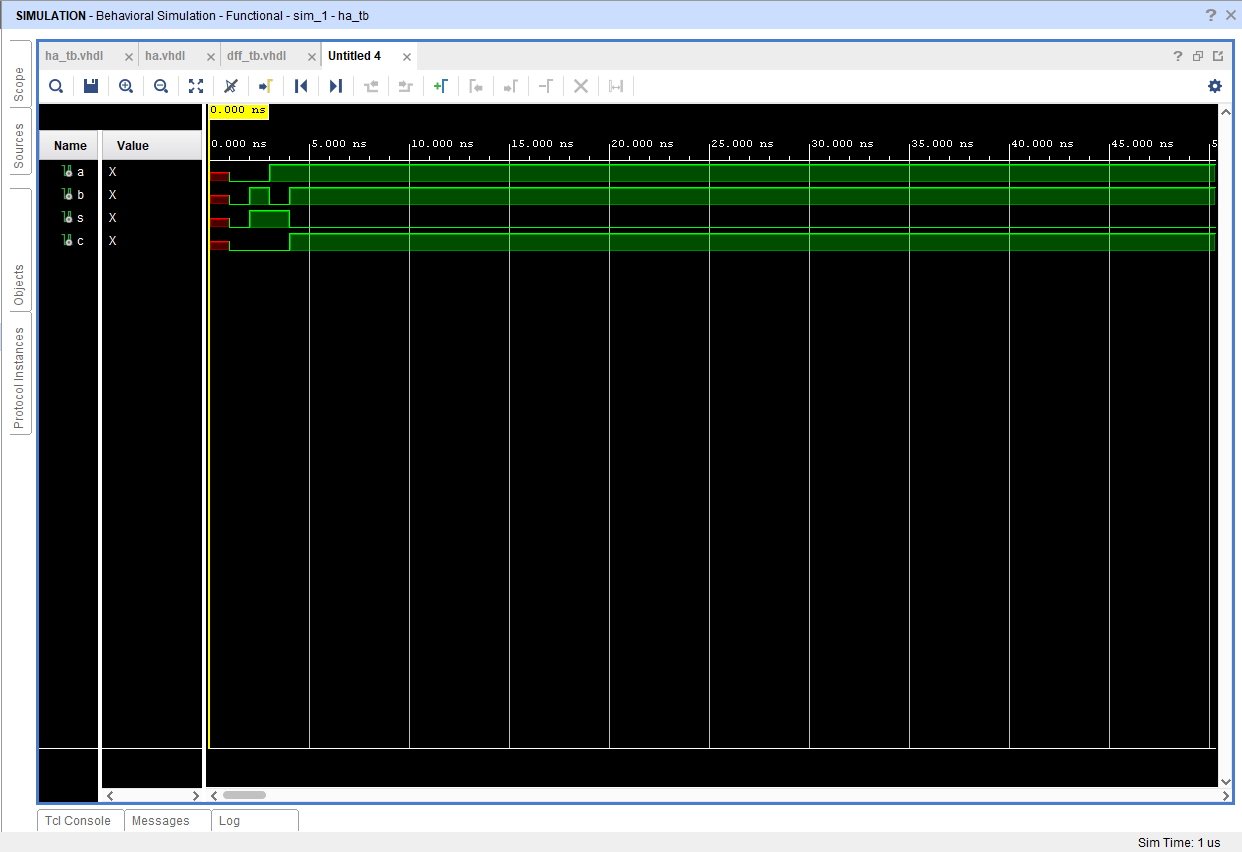 SIMULATION - Behavioral Simulation - Functional - sim_1 - ha_tb
ha_tb.vhdl
ha.vhdl
dff_tb.vhdl
Untitled 4
Scope
Sources
Objects
Protocol Instances
0.000 ns
Name
Value
0.000 ns 5.000 ns 10.000 ns 15.000 ns 20.000 ns 25.000 ns 30.000 ns 35.000 ns 40.000 ns 45.000 ns 5
a X
b X
s X
c X
Tcl Console
Messages
Log
Sim Time: 1 us